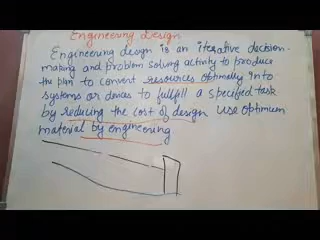 Engineering Design
Engineering design is an iterative decision-
making and problem solving activity to produce
the plan to convert resources optimally into
systems or devices to fulfill a specified task
by reducing the cost of design use optimum
material by engineering